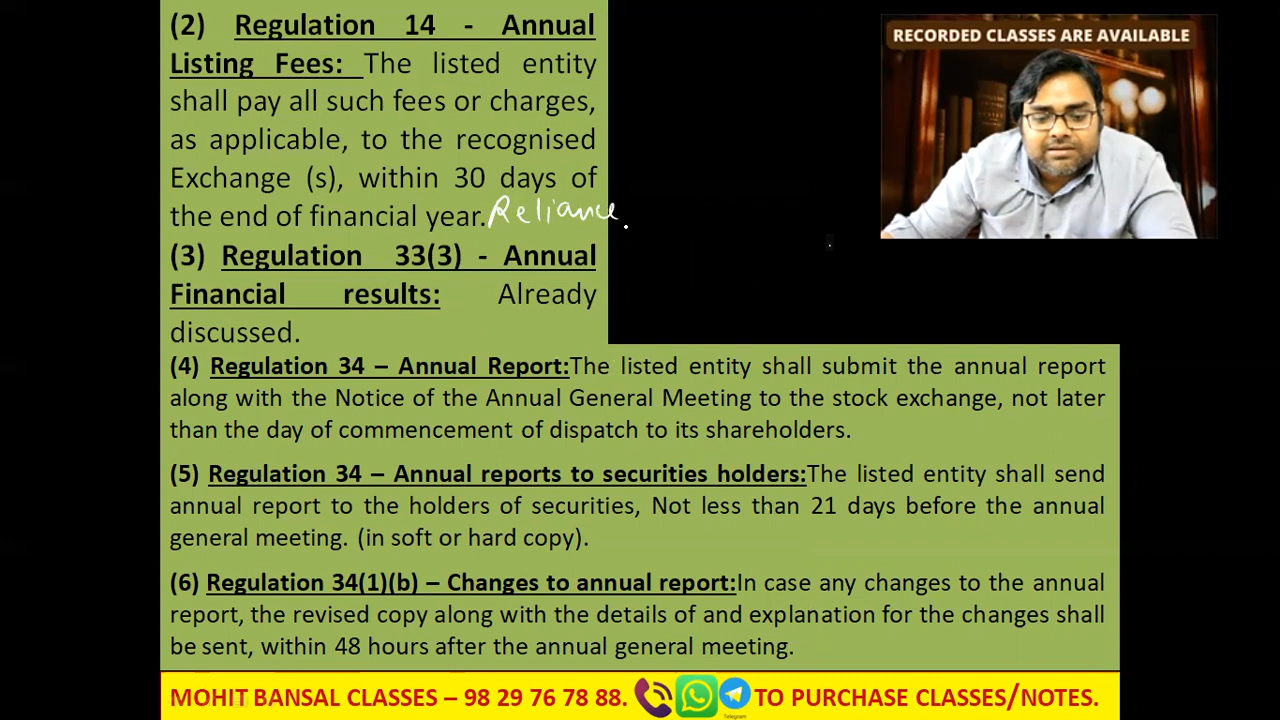 (2) Regulation 14 - Annual
Listing Fees: The listed entity
shall pay all such fees or charges,
as applicable, to the recognised
Exchange (s), within 30 days of
the end of financial year. Reliance.
(3) Regulation 33(3) - Annual
Financial results: Already
discussed.
RECORDED CLASSES ARE AVAILABLE
(4) Regulation 34 – Annual Report:The listed entity shall submit the annual report
along with the Notice of the Annual General Meeting to the stock exchange, not later
than the day of commencement of dispatch to its shareholders.
(5) Regulation 34 – Annual reports to securities holders:The listed entity shall send
annual report to the holders of securities, Not less than 21 days before the annual
general meeting. (in soft or hard copy).
(6) Regulation 34(1)(b) – Changes to annual report:In case any changes to the annual
report, the revised copy along with the details of and explanation for the changes shall
be sent, within 48 hours after the annual general meeting.
MOHIT BANSAL CLASSES – 98 29 76 78 88. TO PURCHASE CLASSES/NOTES.
Telegram